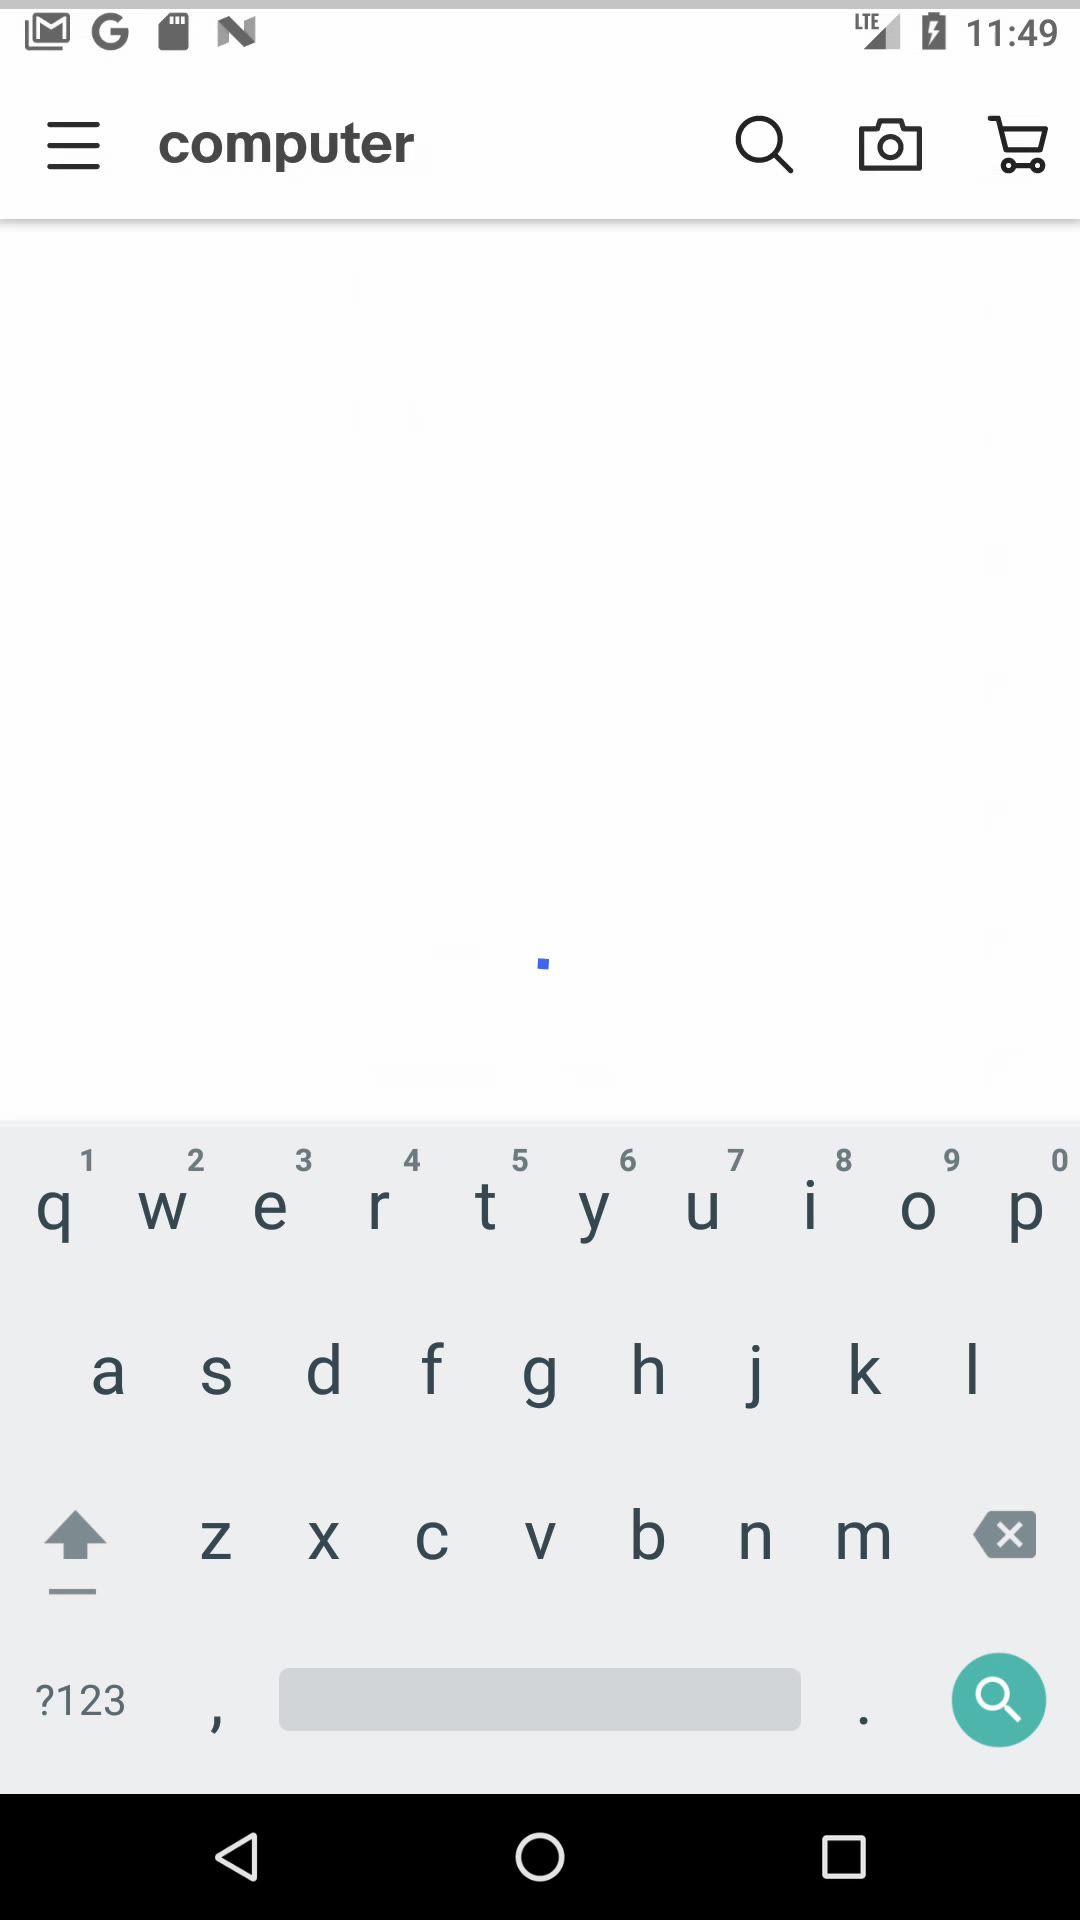 LTE 11:49
computer
1 2 3 4 5 6 7 8 9 0
q w e r t y u i o p
a s d f g h j k l
z x c v b n m
?123 , .